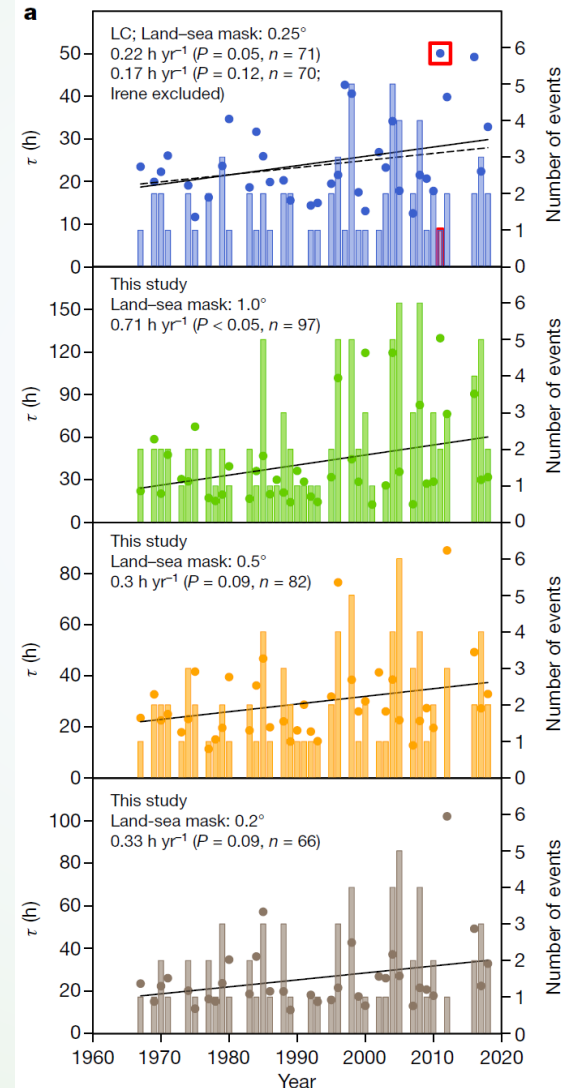 a
LC; Land–sea mask: 0.25°
0.22 h yr⁻¹ (P = 0.05, n = 71)
0.17 h yr⁻¹ (P = 0.12, n = 70;
Irene excluded)
50
40
30
20
10
0
τ (h)
6
5
4
3
2
1
0
Number of events
This study
Land–sea mask: 1.0°
0.71 h yr⁻¹ (P < 0.05, n = 97)
150
120
90
60
30
0
τ (h)
6
5
4
3
2
1
0
Number of events
This study
Land–sea mask: 0.5°
0.3 h yr⁻¹ (P = 0.09, n = 82)
80
60
40
20
0
τ (h)
6
5
4
3
2
1
0
Number of events
This study
Land-sea mask: 0.2°
0.33 h yr⁻¹ (P = 0.09, n = 66)
100
80
60
40
20
0
τ (h)
6
5
4
3
2
1
0
Number of events
1960 1970 1980 1990 2000 2010 2020
Year